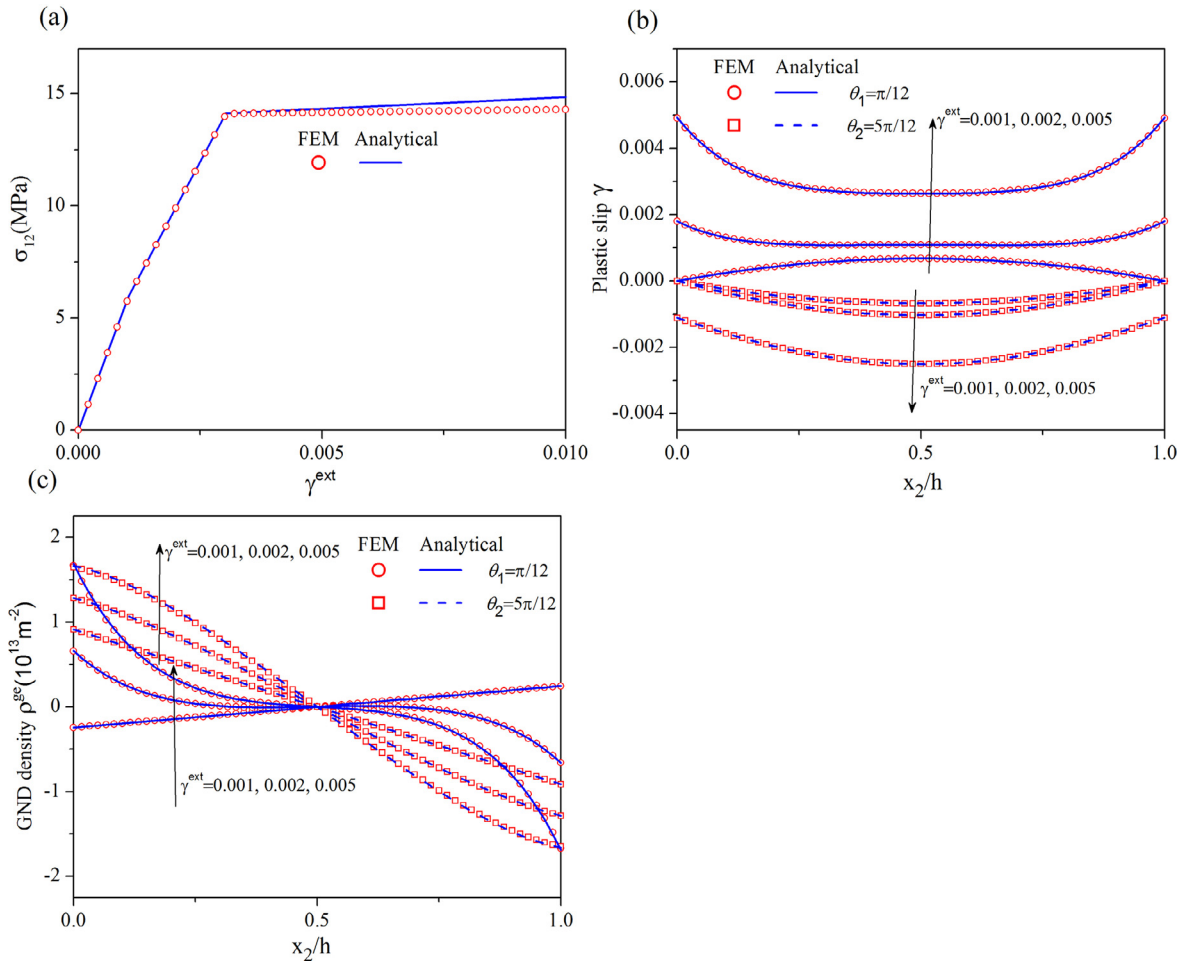 (a)
15
10
5
0
σ12(MPa)
FEM Analytical
0.000 0.005 0.010
γext
(b)
0.006
0.004
0.002
0.000
-0.002
-0.004
Plastic slip γ
FEM Analytical
θ1=π/12
θ2=5π/12
γext=0.001, 0.002, 0.005
γext=0.001, 0.002, 0.005
0.0 0.5 1.0
x2/h
(c)
2
1
0
-1
-2
GND density ρge(1013m-2)
γext=0.001, 0.002, 0.005
FEM Analytical
θ1=π/12
θ2=5π/12
γext=0.001, 0.002, 0.005
0.0 0.5 1.0
x2/h